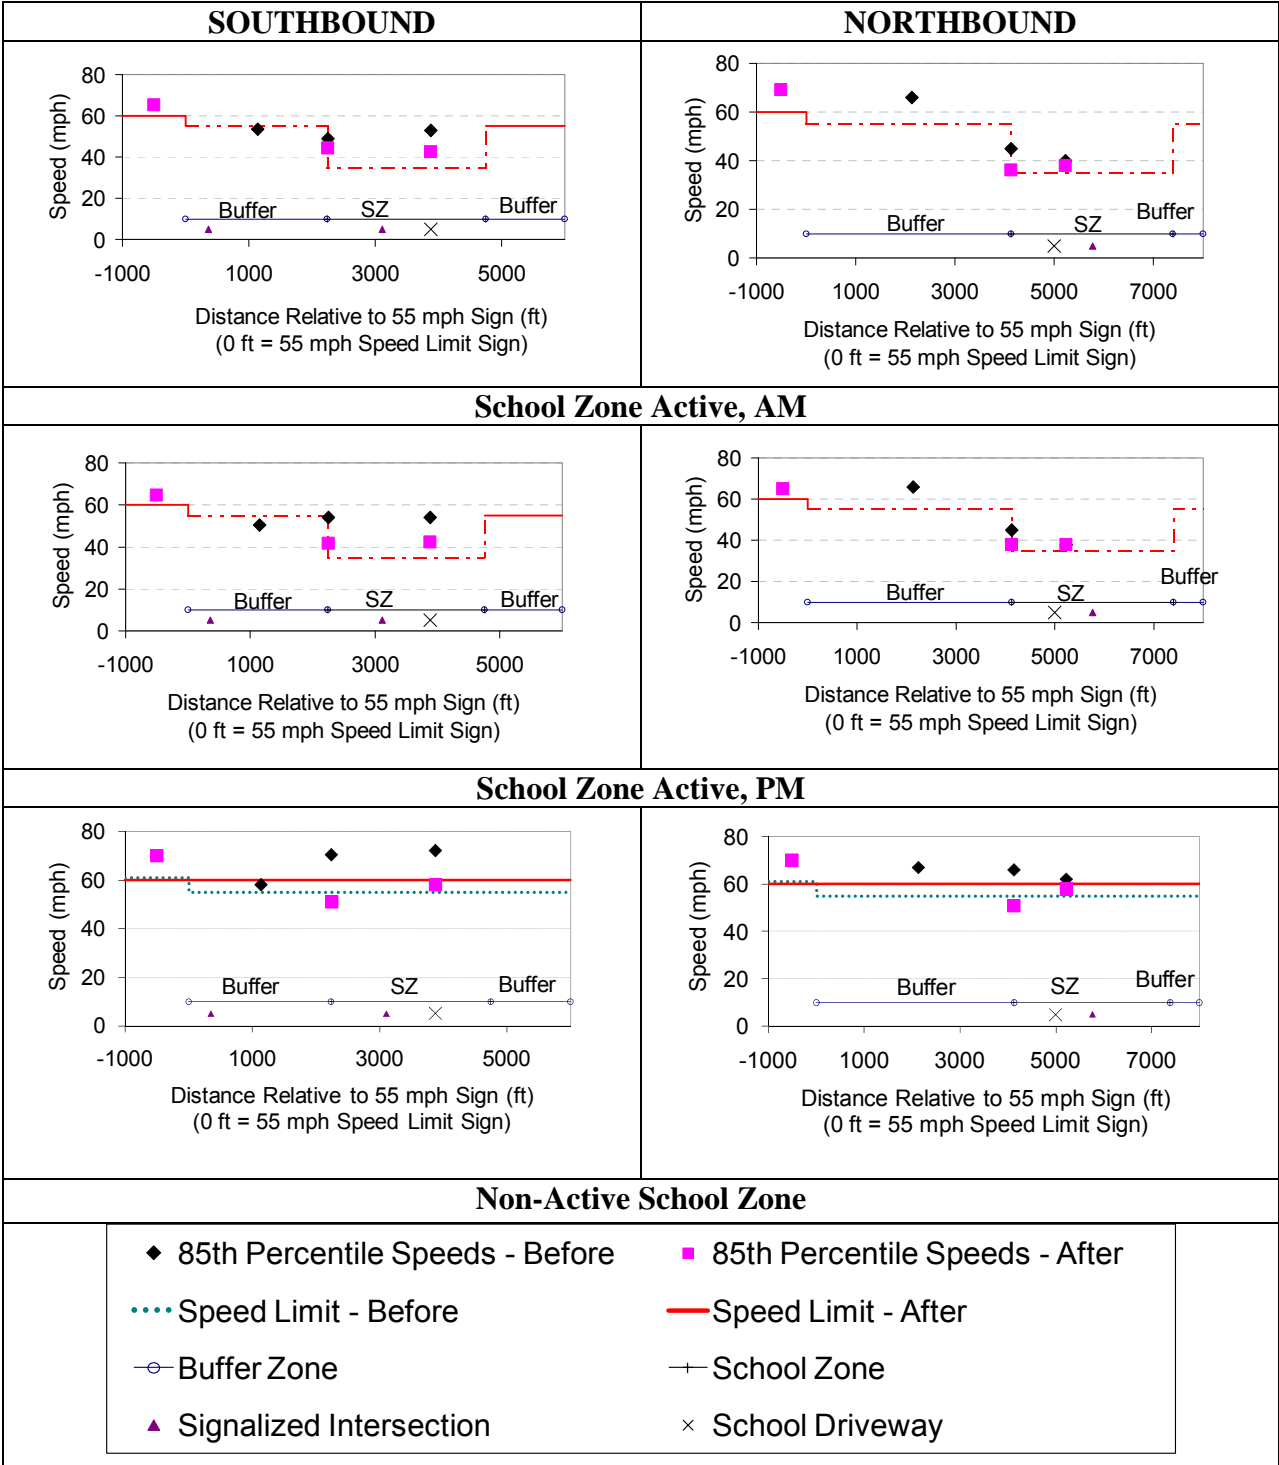 SOUTHBOUND
NORTHBOUND
80
60
40
20
0
Speed (mph)
Buffer
SZ
Buffer
-1000
1000
3000
5000
Distance Relative to 55 mph Sign (ft)
(0 ft = 55 mph Speed Limit Sign)
80
60
40
20
0
Speed (mph)
Buffer
SZ
Buffer
-1000
1000
3000
5000
7000
Distance Relative to 55 mph Sign (ft)
(0 ft = 55 mph Speed Limit Sign)
School Zone Active, AM
80
60
40
20
0
Speed (mph)
Buffer
SZ
Buffer
-1000
1000
3000
5000
Distance Relative to 55 mph Sign (ft)
(0 ft = 55 mph Speed Limit Sign)
80
60
40
20
0
Speed (mph)
Buffer
SZ
Buffer
-1000
1000
3000
5000
7000
Distance Relative to 55 mph Sign (ft)
(0 ft = 55 mph Speed Limit Sign)
School Zone Active, PM
80
60
40
20
0
Speed (mph)
Buffer
SZ
Buffer
-1000
1000
3000
5000
Distance Relative to 55 mph Sign (ft)
(0 ft = 55 mph Speed Limit Sign)
80
60
40
20
0
Speed (mph)
Buffer
SZ
Buffer
-1000
1000
3000
5000
7000
Distance Relative to 55 mph Sign (ft)
(0 ft = 55 mph Speed Limit Sign)
Non-Active School Zone
85th Percentile Speeds - Before
85th Percentile Speeds - After
Speed Limit - Before
Speed Limit - After
Buffer Zone
School Zone
Signalized Intersection
School Driveway